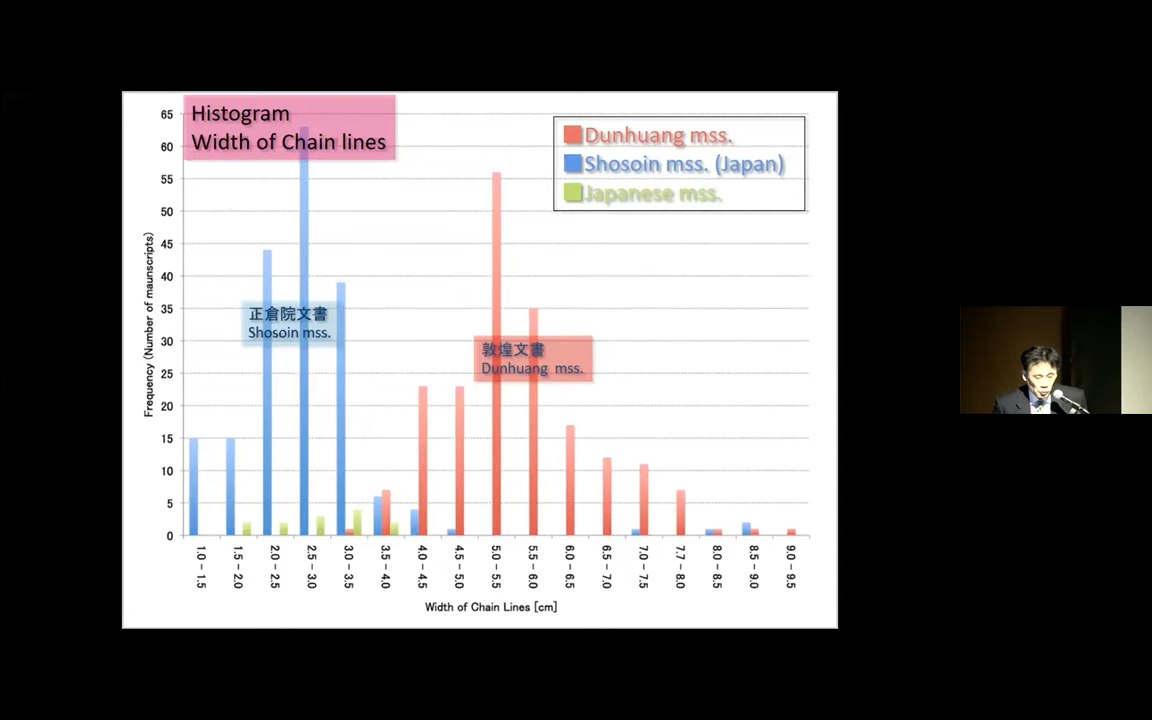 Histogram
Width of Chain lines
Dunhuang mss.
Shosoin mss. (Japan)
Japanese mss.
正倉院文書
Shosoin mss.
敦煌文書
Dunhuang mss.
Frequency (Number of maunscripts)
65
60
55
50
45
40
35
30
25
20
15
10
5
0
1.0 – 1.5
1.5 – 2.0
2.0 – 2.5
2.5 – 3.0
3.0 – 3.5
3.5 – 4.0
4.0 – 4.5
4.5 – 5.0
5.0 – 5.5
5.5 – 6.0
6.0 – 6.5
6.5 – 7.0
7.0 – 7.5
7.7 – 8.0
8.0 – 8.5
8.5 – 9.0
9.0 – 9.5
Width of Chain Lines [cm]